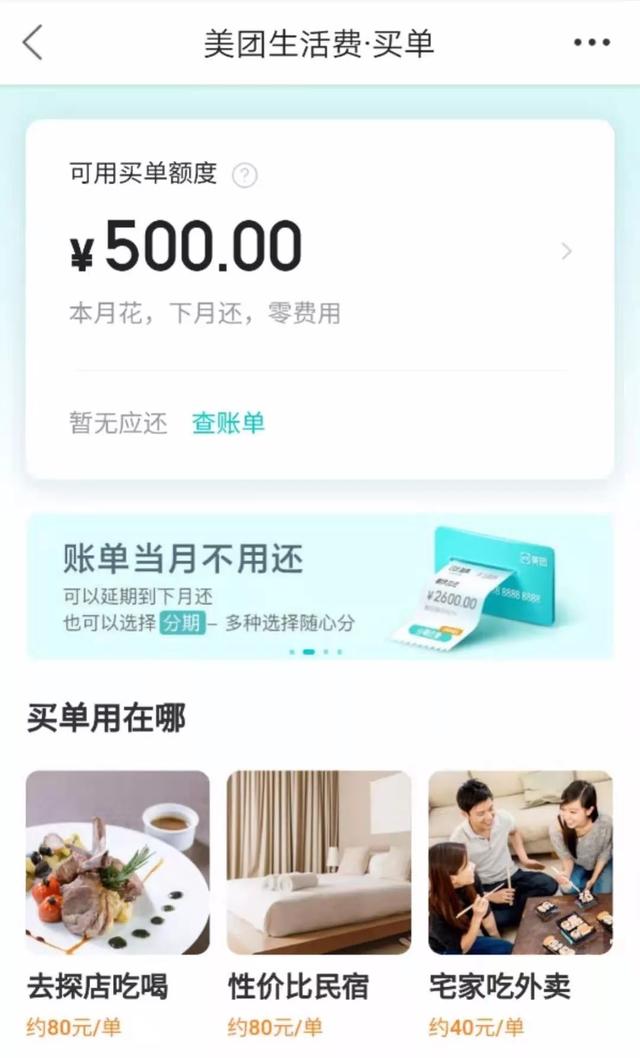 美团生活费·买单
可用买单额度 ?
¥500.00
本月花，下月还，零费用
暂无应还 查账单
账单当月不用还
可以延期到下月还
也可以选择 分期 – 多种选择随心分
美团
¥2600.00
8888 8888
买单用在哪
去探店吃喝 性价比民宿 宅家吃外卖
约80元/单 约80元/单 约40元/单